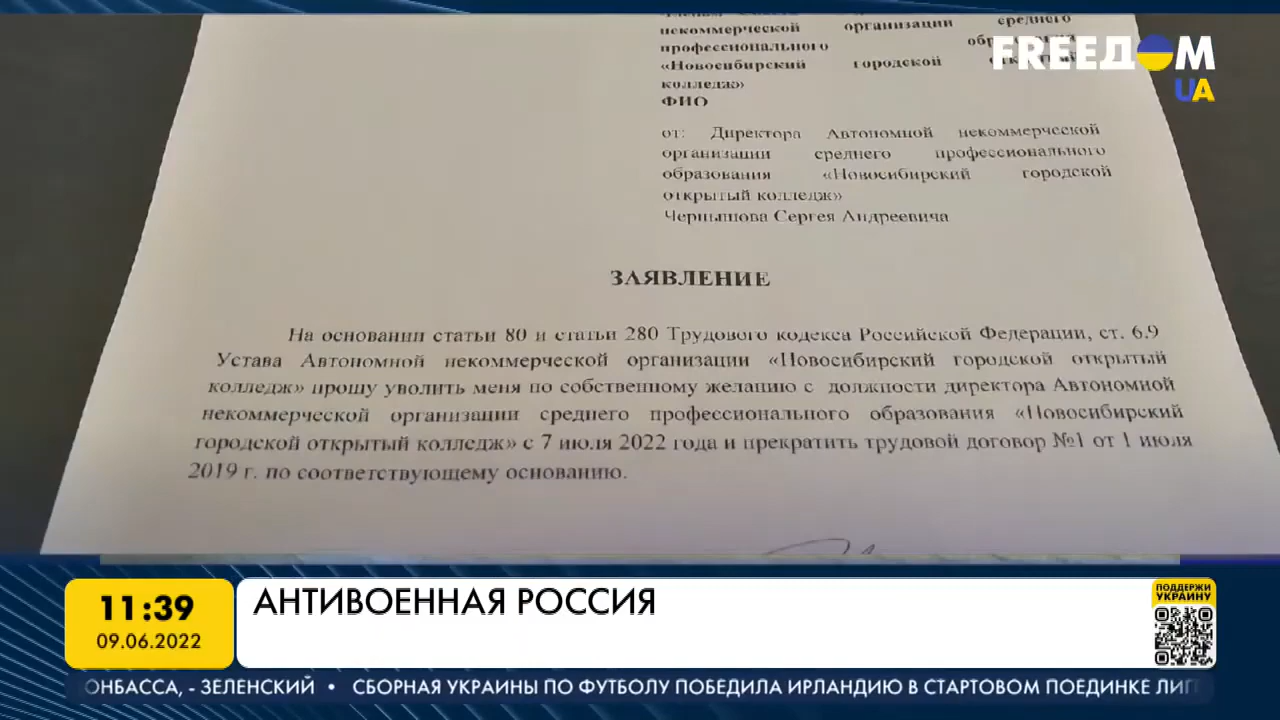 некоммерческой организации среднего
профессионального
«Новосибирский городской
колледж»
ФИО
от: Директора Автономной некоммерческой
организации среднего профессионального
образования «Новосибирский городской
открытый колледж»
Чернышова Сергея Андреевича
ЗАЯВЛЕНИЕ
На основании статьи 80 и статьи 280 Трудового кодекса Российской Федерации, ст. 6.9
Устава Автономной некоммерческой организации «Новосибирский городской открытый
колледж» прошу уволить меня по собственному желанию с должности директора Автономной
некоммерческой организации среднего профессионального образования «Новосибирский
городской открытый колледж» с 7 июля 2022 года и прекратить трудовой договор №1 от 1 июля
2019 г. по соответствующему основанию.
FREEДOM
UA
11:39
09.06.2022
АНТИВОЕННАЯ РОССИЯ
ПОДДЕРЖИ
УКРАИНУ
ОНБАССА, - ЗЕЛЕНСКИЙ • СБОРНАЯ УКРАИНЫ ПО ФУТБОЛУ ПОБЕДИЛА ИРЛАНДИЮ В СТАРТОВОМ ПОЕДИНКЕ ЛИГ